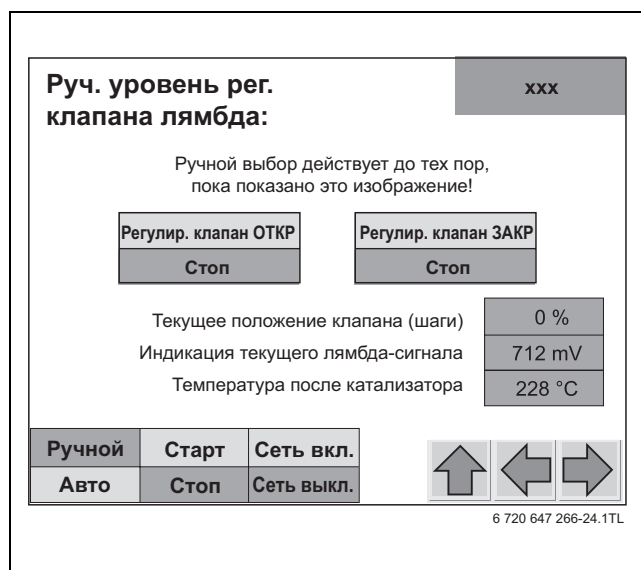 Руч. уровень рег.
клапана лямбда:
xxx
Ручной выбор действует до тех пор,
пока показано это изображение!
Регулир. клапан ОТКР
Стоп
Регулир. клапан ЗАКР
Стоп
Текущее положение клапана (шаги) 0 %
Индикация текущего лямбда-сигнала 712 mV
Температура после катализатора 228 °C
Ручной Старт Сеть вкл.
Авто Стоп Сеть выкл.
6 720 647 266-24.1TL